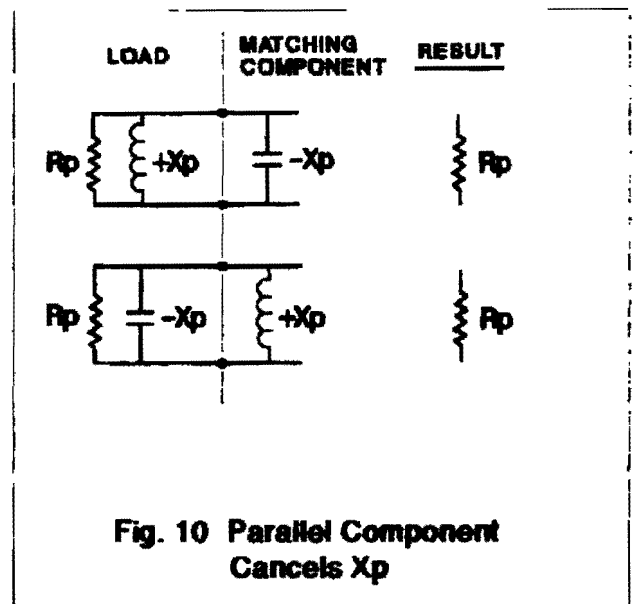 LOAD
MATCHING
COMPONENT
RESULT
Rp
+Xp
-Xp
Rp
Rp
-Xp
+Xp
Rp
Fig. 10 Parallel Component
Cancels Xp